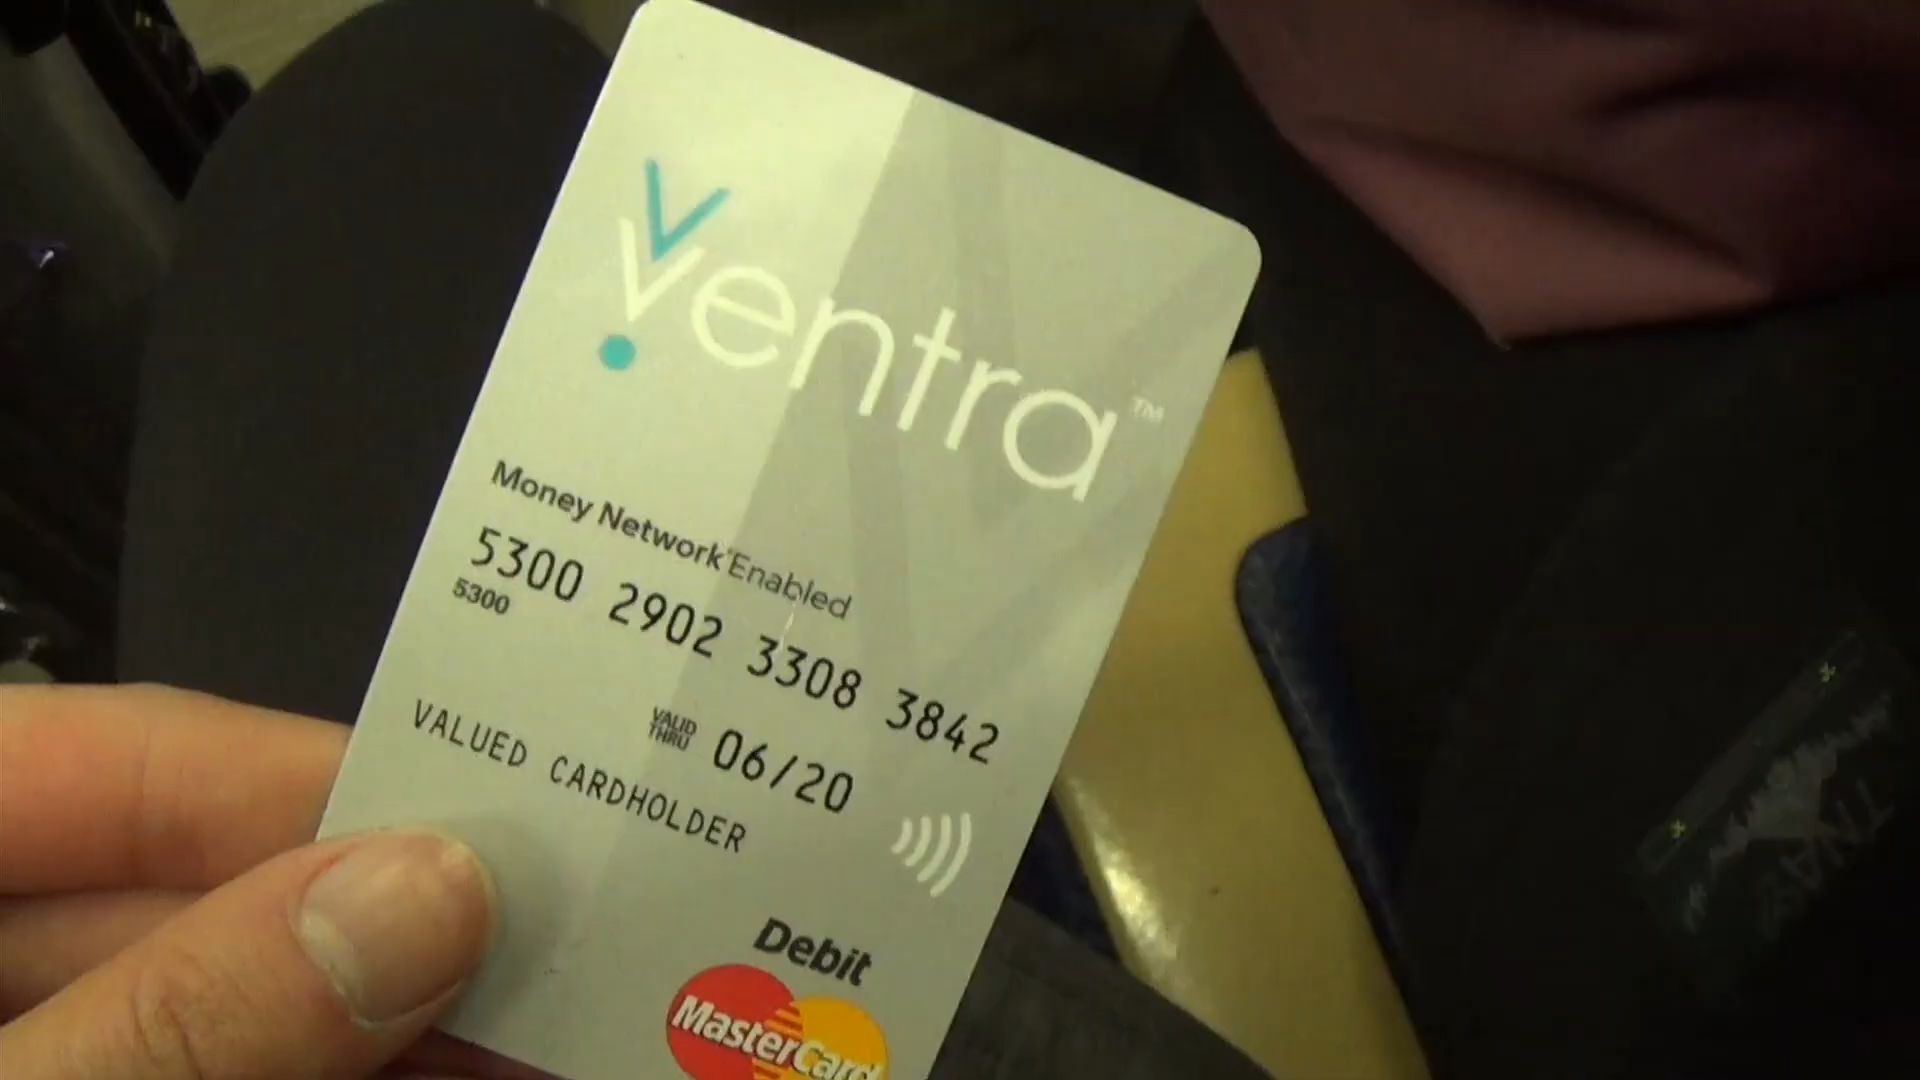 Ventra™
Money Network® Enabled
5300 2902 3308 3842
5300
VALID THRU 06/20
VALUED CARDHOLDER
Debit
MasterCard